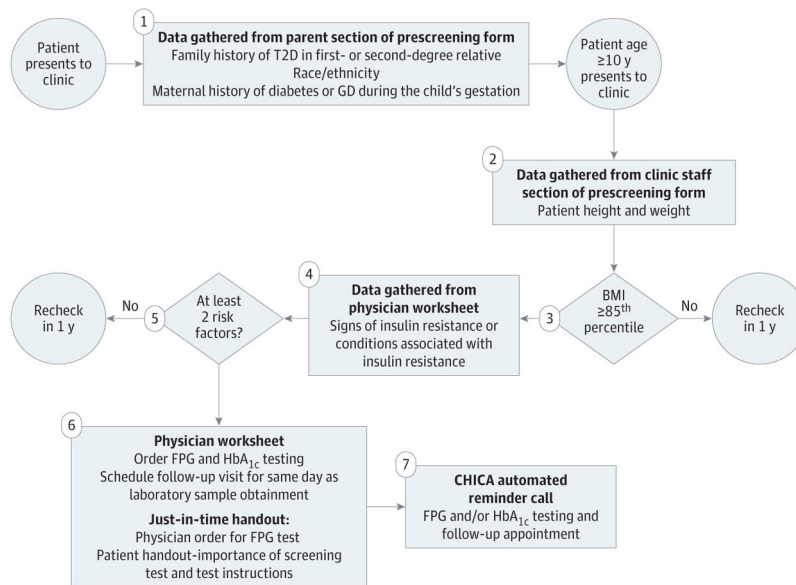 Patient
presents to
clinic
1
Data gathered from parent section of prescreening form
Family history of T2D in first- or second-degree relative
Race/ethnicity
Maternal history of diabetes or GD during the child's gestation
Patient age
≥10 y
presents to
clinic
2
Data gathered from clinic staff
section of prescreening form
Patient height and weight
3
BMI
≥85th
percentile
No
Recheck
in 1 y
4
Data gathered from
physician worksheet
Signs of insulin resistance or
conditions associated with
insulin resistance
5
At least
2 risk
factors?
No
Recheck
in 1 y
6
Physician worksheet
Order FPG and HbA1c testing
Schedule follow-up visit for same day as
laboratory sample obtainment
Just-in-time handout:
Physician order for FPG test
Patient handout-importance of screening
test and test instructions
7
CHICA automated
reminder call
FPG and/or HbA1c testing and
follow-up appointment